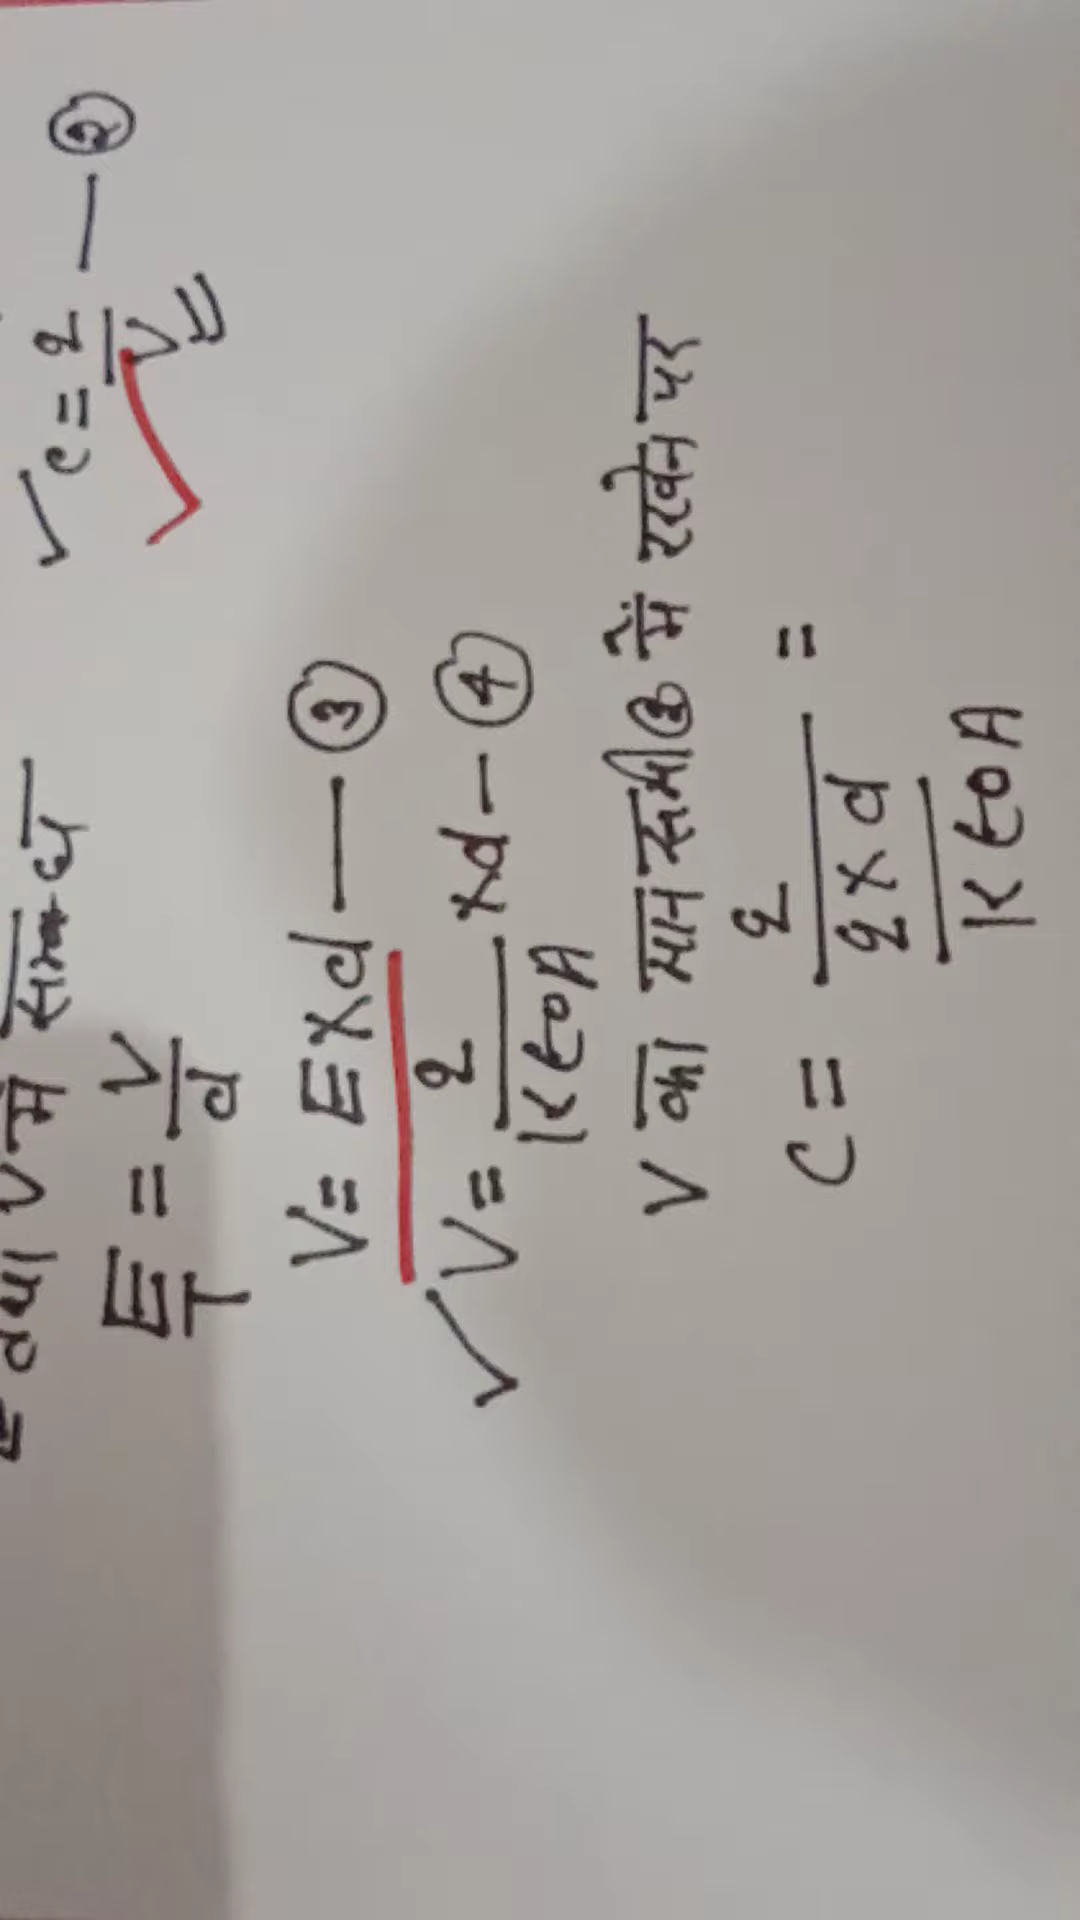 C = q/V — ②
E तथा V में सम्बन्ध
E = V/d
V = E×d — ③
V = q/Kε₀A ×d — ④
V का मान समी② में रखने पर
C = q/(q×d/Kε₀A) =